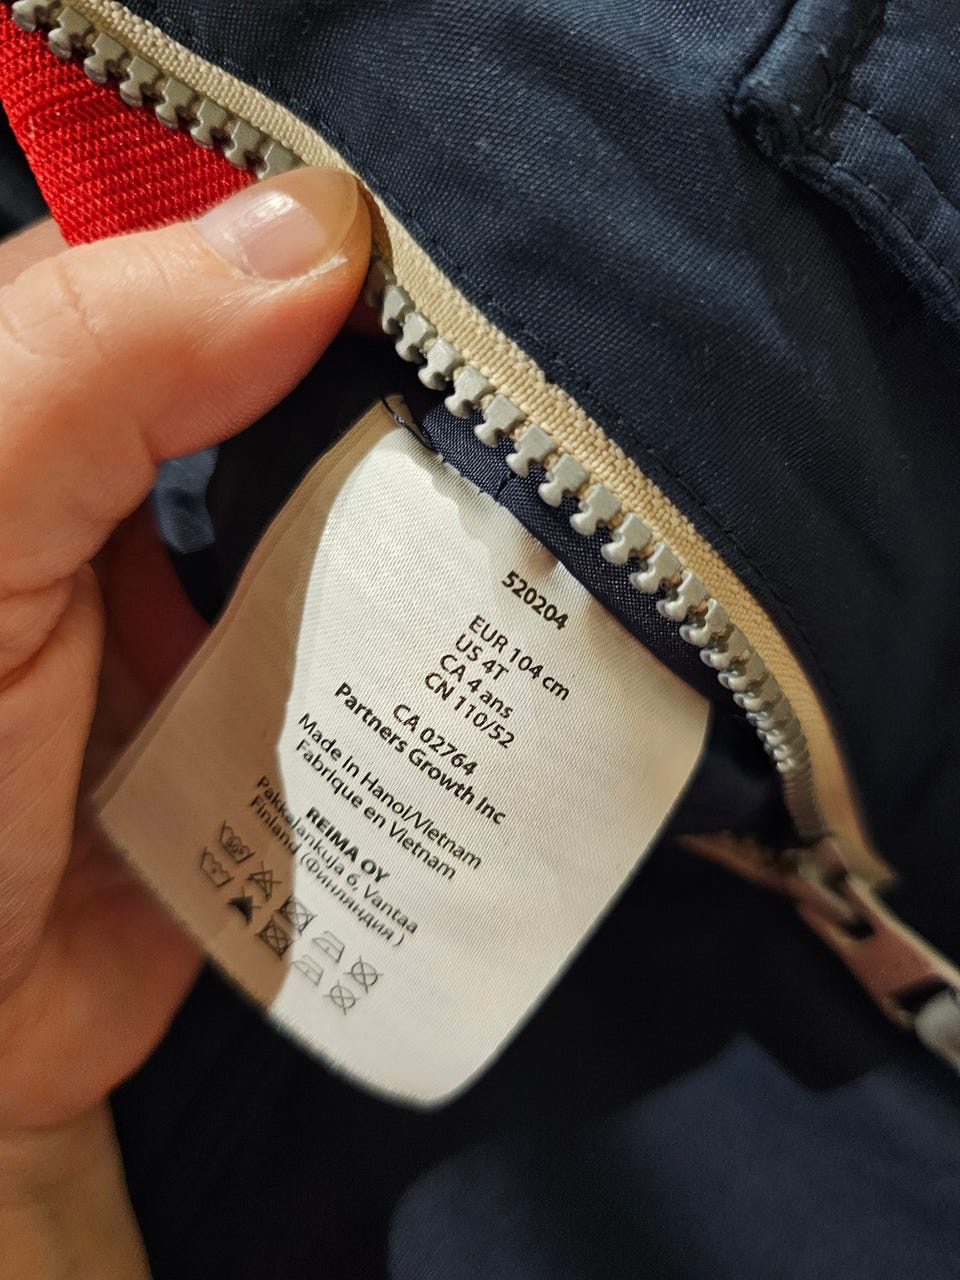 520204
EUR 104 cm
US 4T
CA 4 ans
CN 110/52
CA 02764
Partners Growth Inc
Made in Hanoi/Vietnam
Fabrique en Vietnam
REIMA OY
Pakkalankuja 6, Vantaa
Finland (Финляндия)